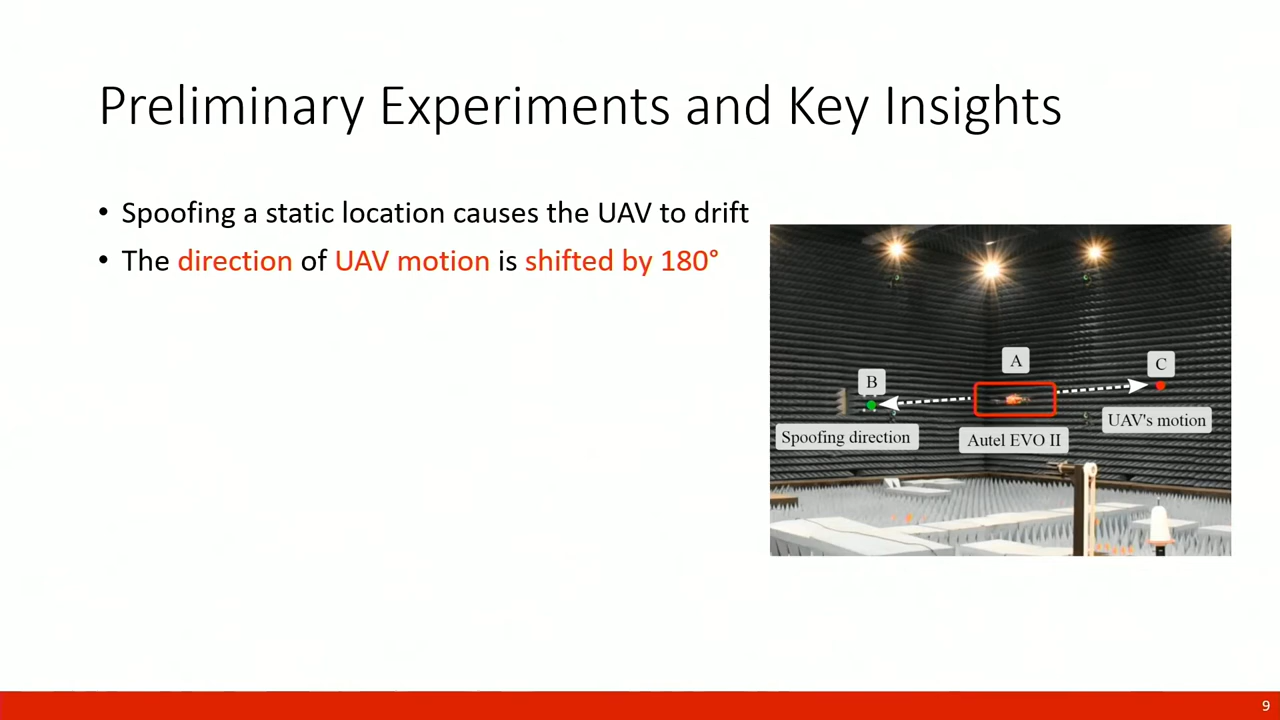 Preliminary Experiments and Key Insights
• Spoofing a static location causes the UAV to drift
• The direction of UAV motion is shifted by 180°
A
B
C
Spoofing direction
Autel EVO II
UAV's motion
9